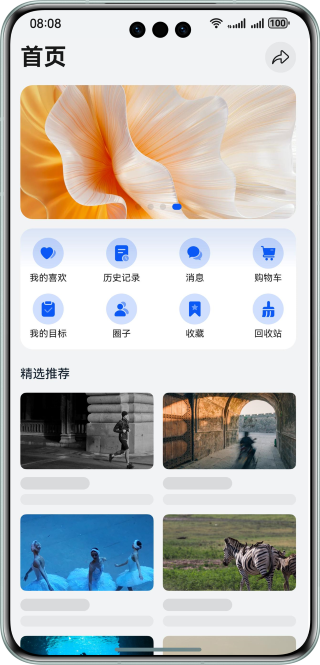 08:08
100
首页
我的喜欢 历史记录 消息 购物车
我的目标 圈子 收藏 回收站
精选推荐